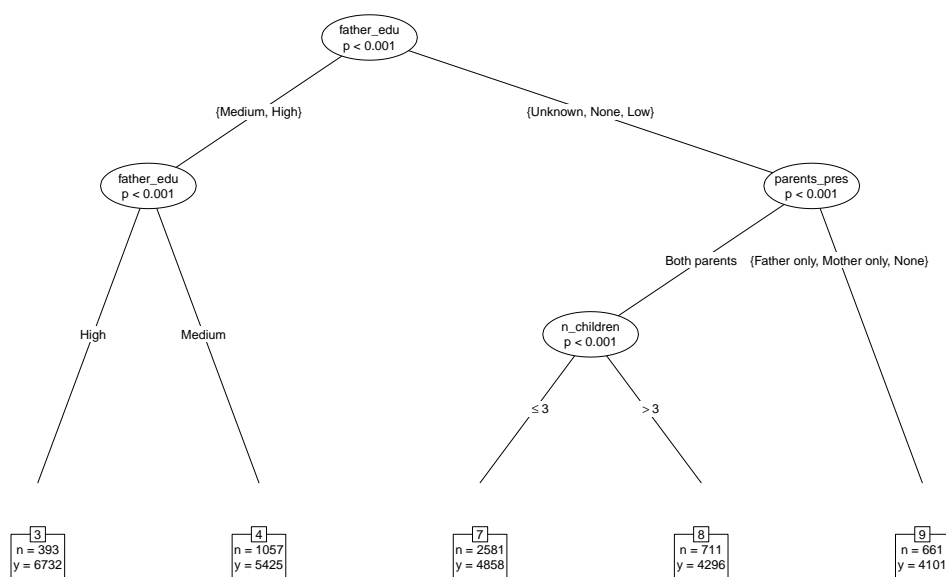 father_edu
p < 0.001
{Medium, High}
{Unknown, None, Low}
father_edu
p < 0.001
parents_pres
p < 0.001
Both parents
{Father only, Mother only, None}
High
Medium
n_children
p < 0.001
≤ 3
> 3
3
n = 393
y = 6732
4
n = 1057
y = 5425
7
n = 2581
y = 4858
8
n = 711
y = 4296
9
n = 661
y = 4101